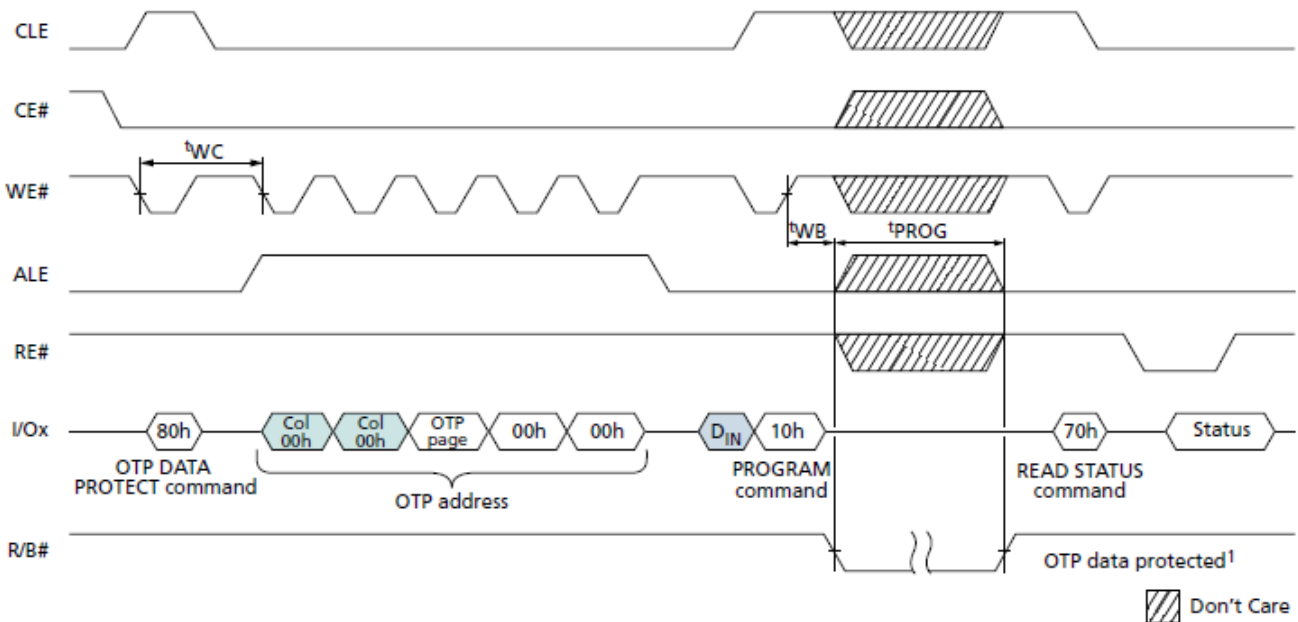 CLE
CE#
tWC
WE#
tWB
tPROG
ALE
RE#
I/Ox
80h
Col
00h
Col
00h
OTP
page
00h
00h
DIN
10h
70h
Status
OTP DATA
PROTECT command
OTP address
PROGRAM
command
READ STATUS
command
R/B#
OTP data protected1
Don't Care